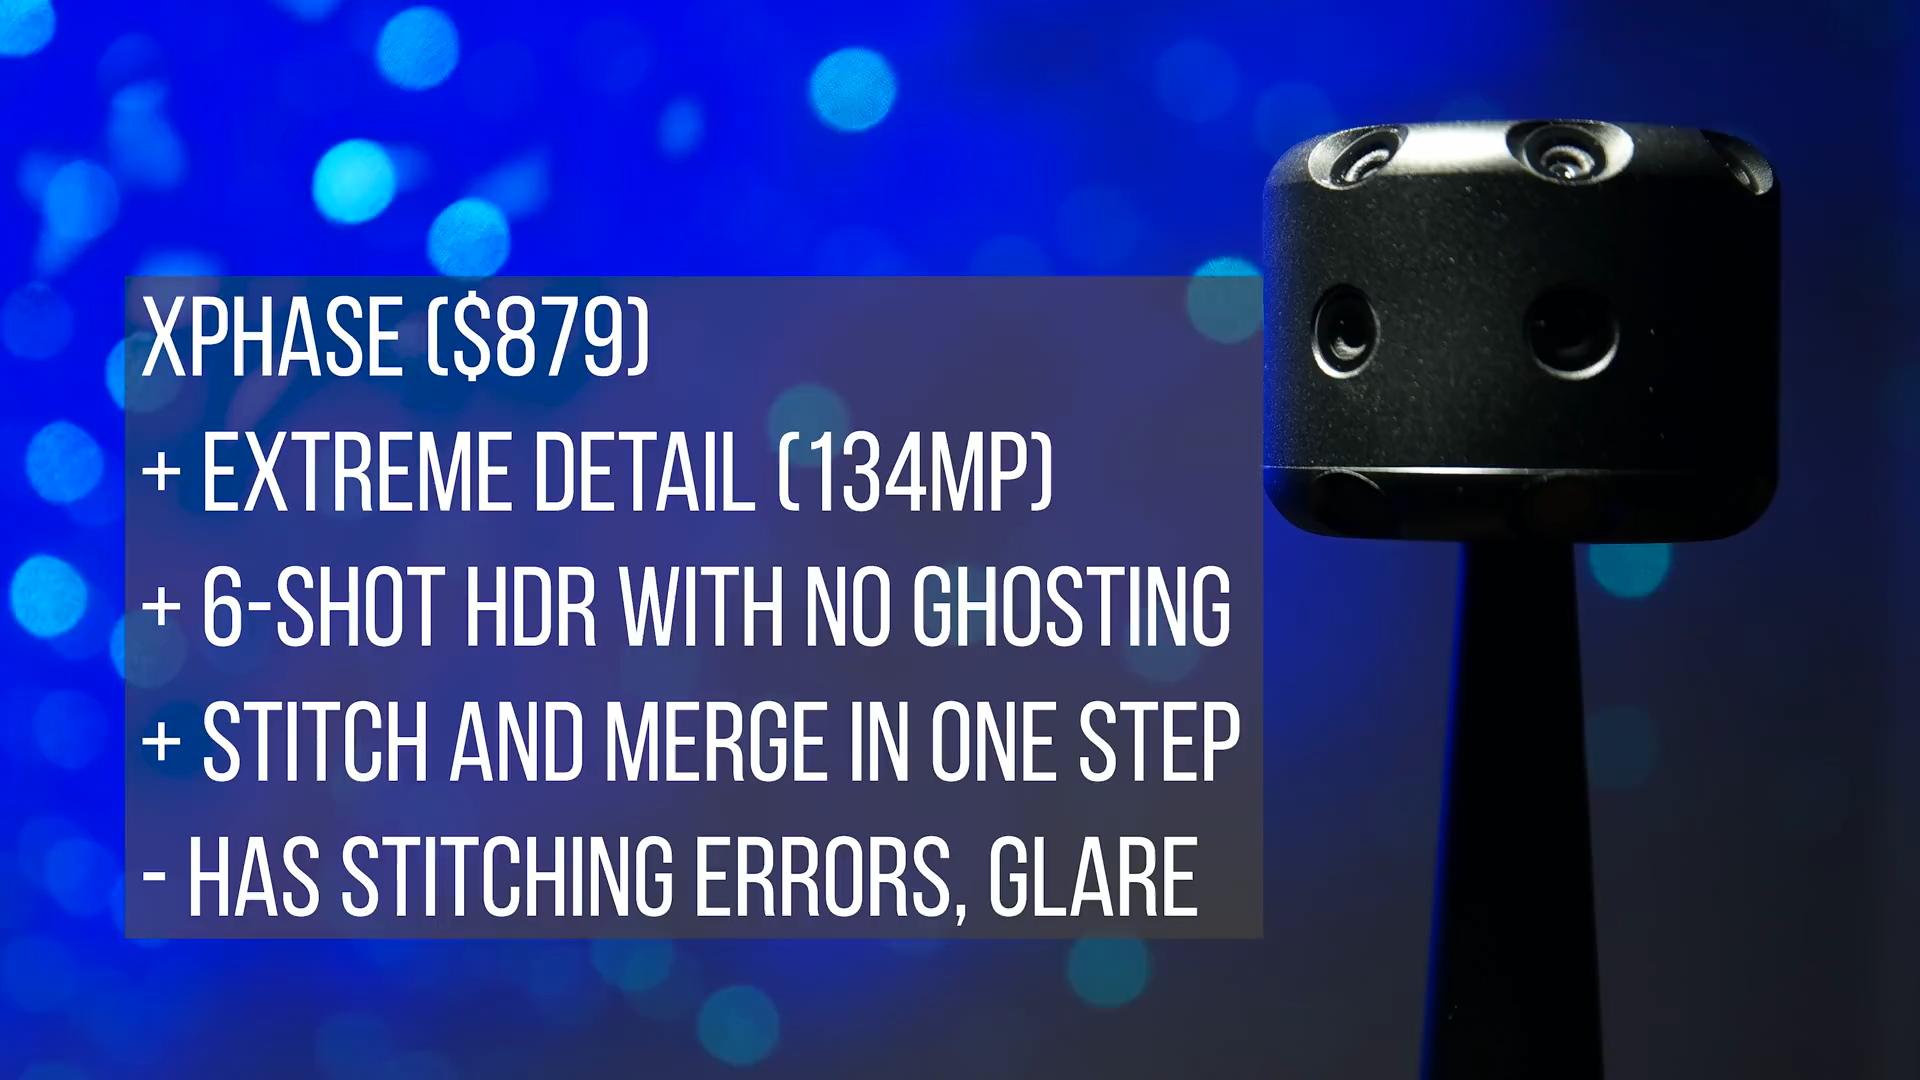 XPHASE ($879)
+ EXTREME DETAIL (134MP)
+ 6-SHOT HDR WITH NO GHOSTING
+ STITCH AND MERGE IN ONE STEP
- HAS STITCHING ERRORS, GLARE